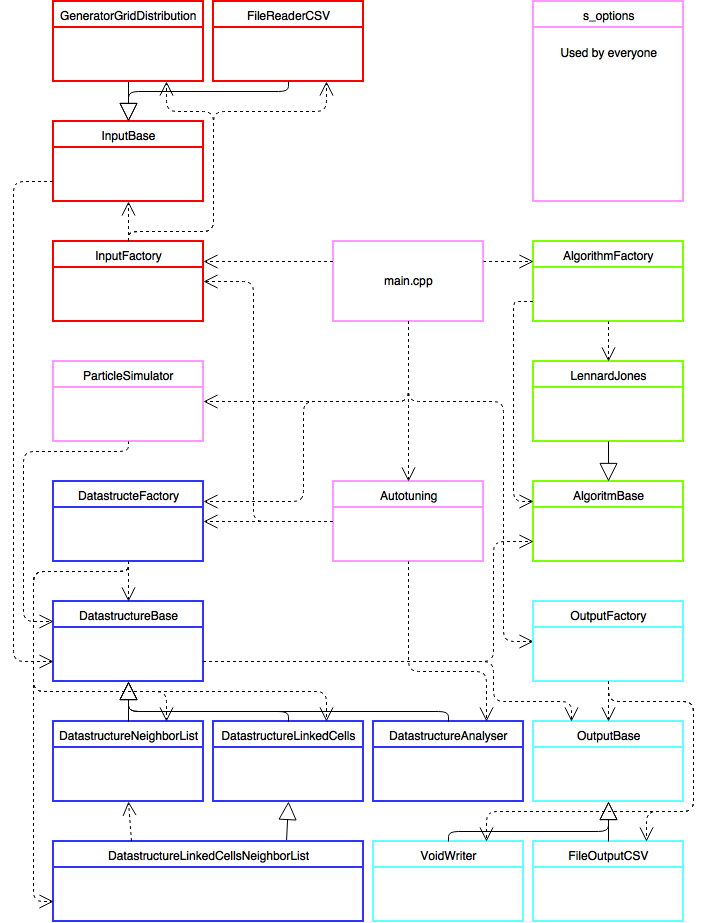 GeneratorGridDistribution
FileReaderCSV
s_options
Used by everyone
InputBase
InputFactory
main.cpp
AlgorithmFactory
ParticleSimulator
LennardJones
DatastructeFactory
Autotuning
AlgoritmBase
DatastructureBase
OutputFactory
DatastructureNeighborList
DatastructureLinkedCells
DatastructureAnalyser
OutputBase
DatastructureLinkedCellsNeighborList
VoidWriter
FileOutputCSV